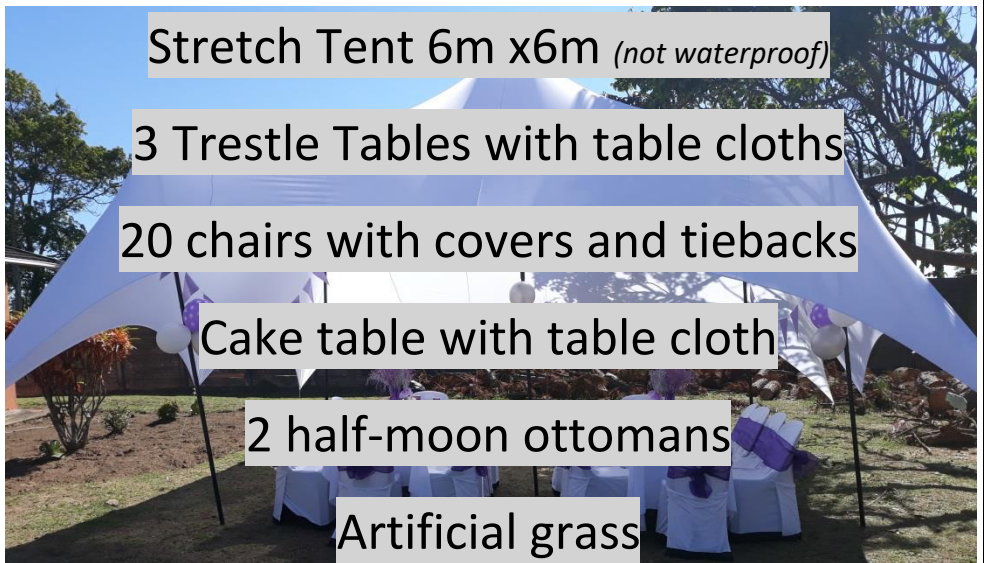 Stretch Tent 6m x6m (not waterproof)
3 Trestle Tables with table cloths
20 chairs with covers and tiebacks
Cake table with table cloth
2 half-moon ottomans
Artificial grass